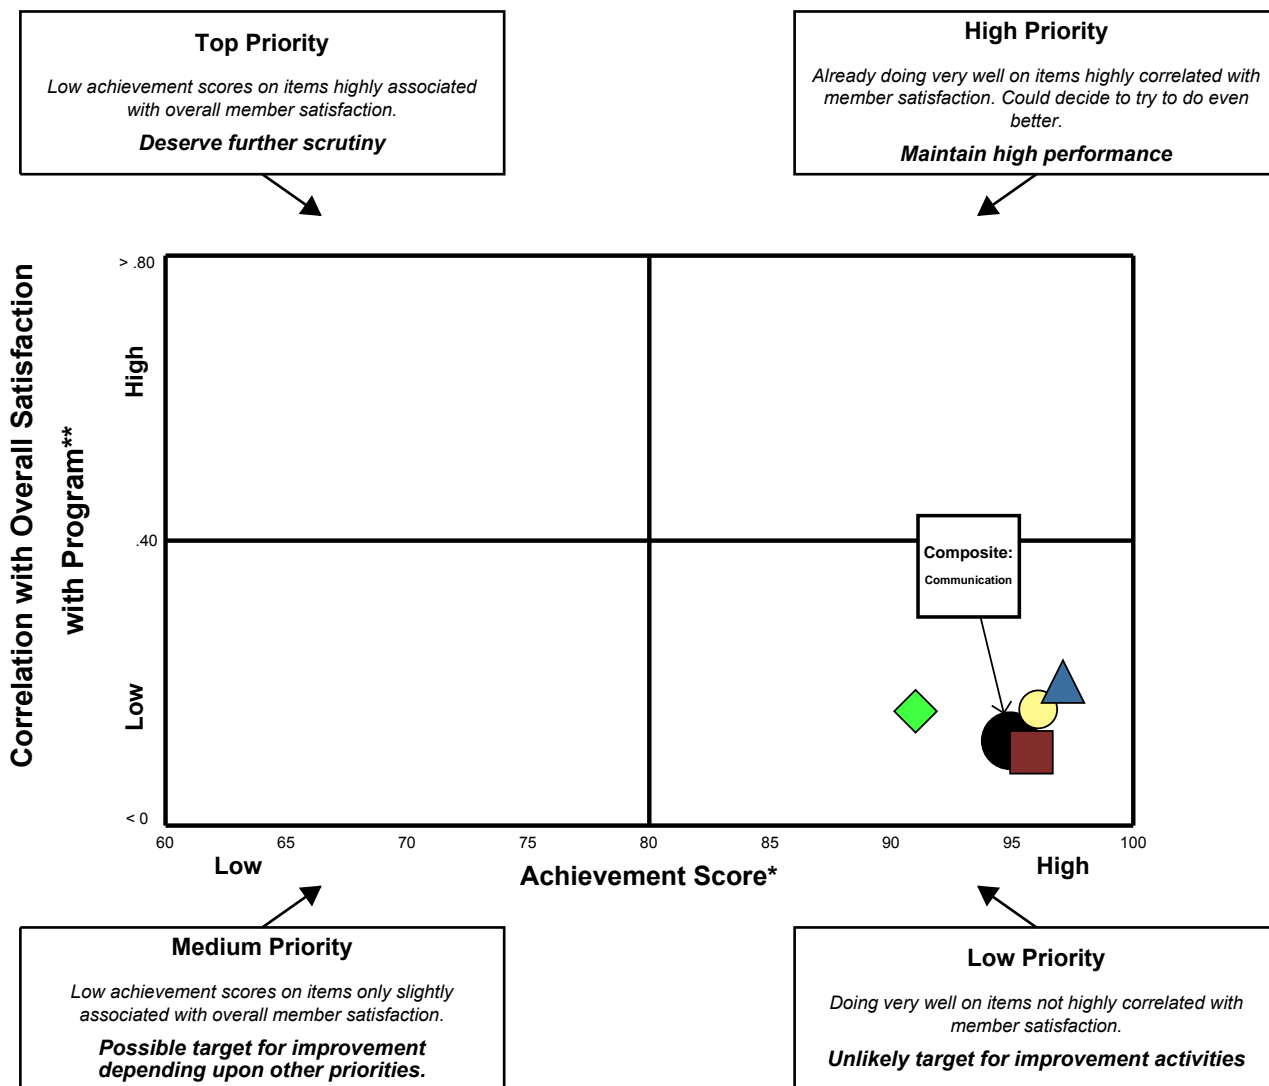 Top Priority
Low achievement scores on items highly associated
with overall member satisfaction.
Deserve further scrutiny
High Priority
Already doing very well on items highly correlated with
member satisfaction. Could decide to try to do even
better.
Maintain high performance
Correlation with Overall Satisfaction
with Program**
> .80
High
.40
Low
< 0
Composite:
Communication
60
65
70
75
80
85
90
95
100
Low
Achievement Score*
High
Medium Priority
Low achievement scores on items only slightly
associated with overall member satisfaction.
Possible target for improvement
depending upon other priorities.
Low Priority
Doing very well on items not highly correlated with
member satisfaction.
Unlikely target for improvement activities